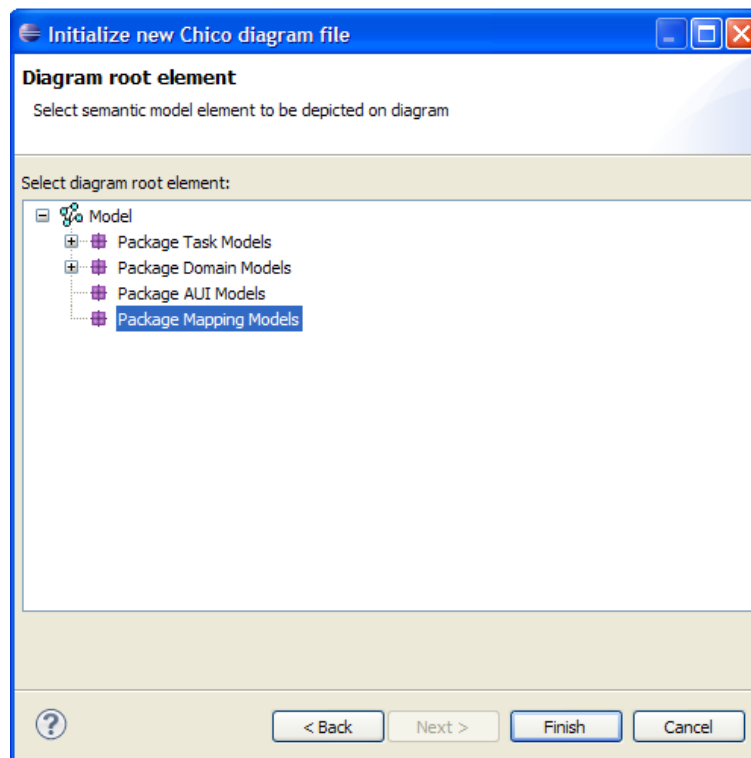 Initialize new Chico diagram file
Diagram root element
Select semantic model element to be depicted on diagram
Select diagram root element:
Model
Package Task Models
Package Domain Models
Package AUI Models
Package Mapping Models
? < Back Next > Finish Cancel